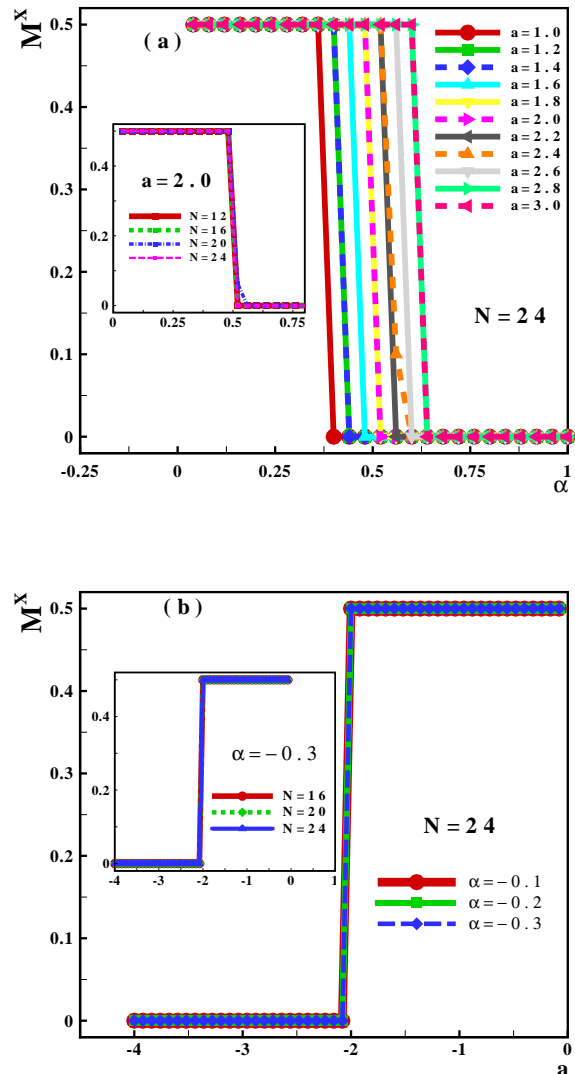 M^x
0.5
0.4
0.3
0.2
0.1
0
( a )
a = 1 . 0
a = 1 . 2
a = 1 . 4
a = 1 . 6
a = 1 . 8
a = 2 . 0
a = 2 . 2
a = 2 . 4
a = 2 . 6
a = 2 . 8
a = 3 . 0
0.4
0.2
0
a = 2 . 0
N = 1 2
N = 1 6
N = 2 0
N = 2 4
0 0.25 0.5 0.75
N = 2 4
-0.25 0 0.25 0.5 0.75 1
α
M^x
0.5
0.4
0.3
0.2
0.1
0
( b )
0.4
0.2
0
α = − 0 . 3
N = 1 6
N = 2 0
N = 2 4
-4 -3 -2 -1 0 1
N = 2 4
α = − 0 . 1
α = − 0 . 2
α = − 0 . 3
-4 -3 -2 -1 0
a